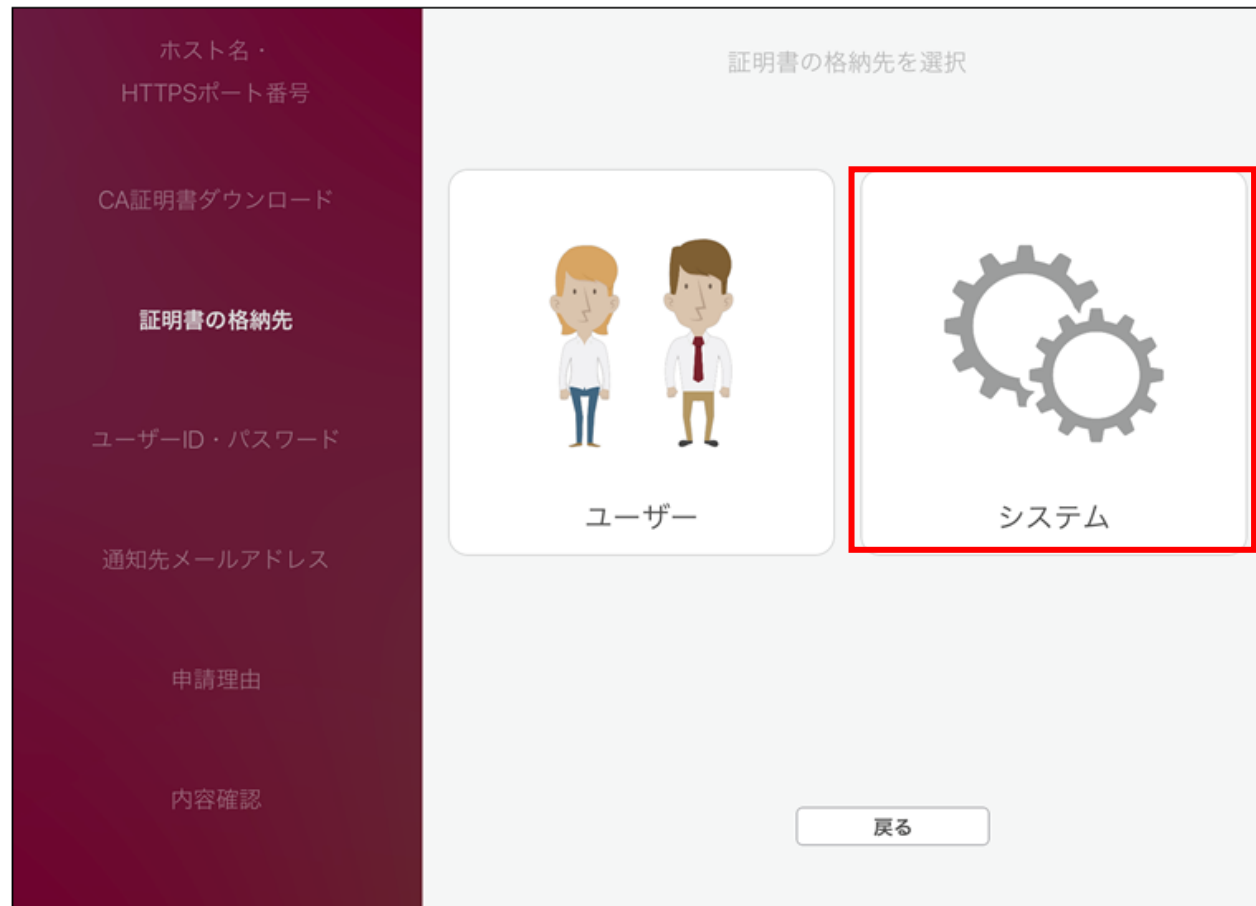 ホスト名・
HTTPSポート番号
CA証明書ダウンロード
証明書の格納先
ユーザーID・パスワード
通知先メールアドレス
申請理由
内容確認
証明書の格納先を選択
ユーザー
システム
戻る